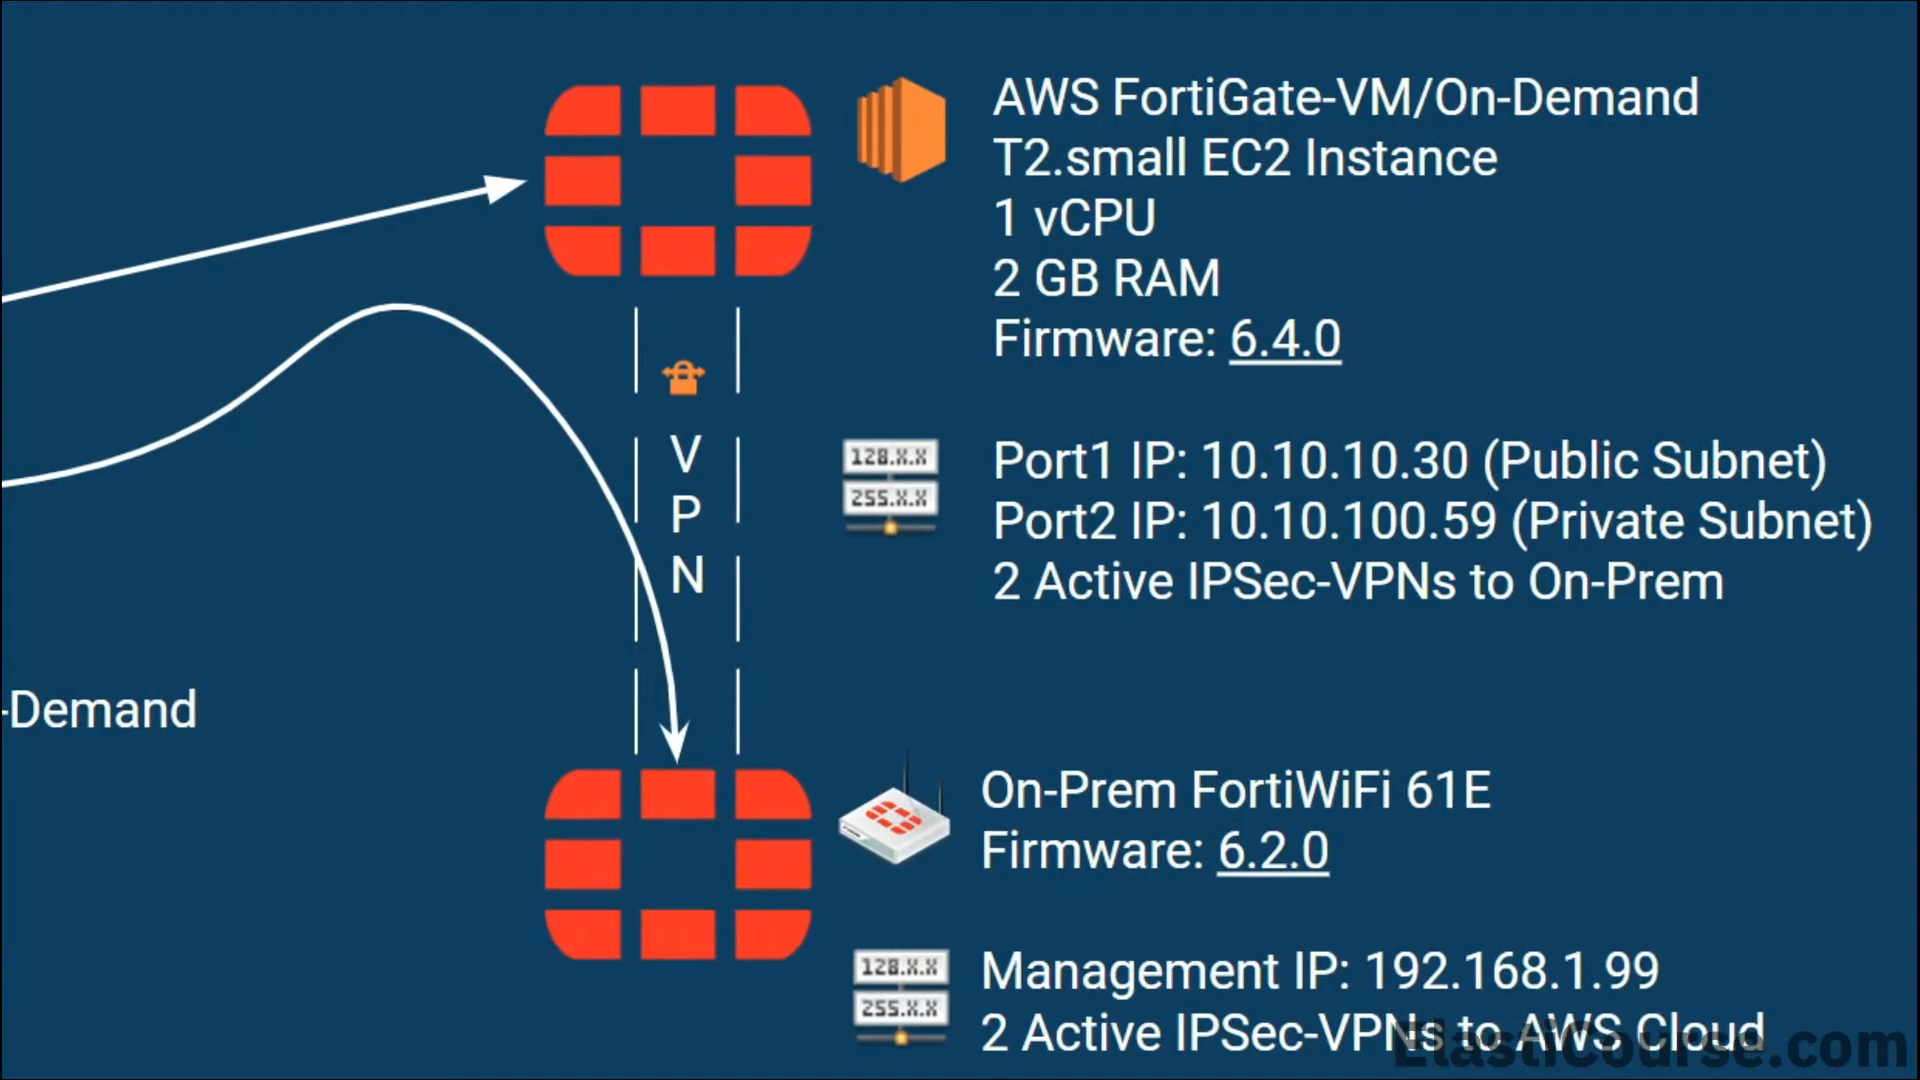 AWS FortiGate-VM/On-Demand
T2.small EC2 Instance
1 vCPU
2 GB RAM
Firmware: 6.4.0
V
P
N
128.X.X
255.X.X
Port1 IP: 10.10.10.30 (Public Subnet)
Port2 IP: 10.10.100.59 (Private Subnet)
2 Active IPSec-VPNs to On-Prem
-Demand
On-Prem FortiWiFi 61E
Firmware: 6.2.0
128.X.X
255.X.X
Management IP: 192.168.1.99
2 Active IPSec-VPNs to AWS Cloud
ElastiCourse.com